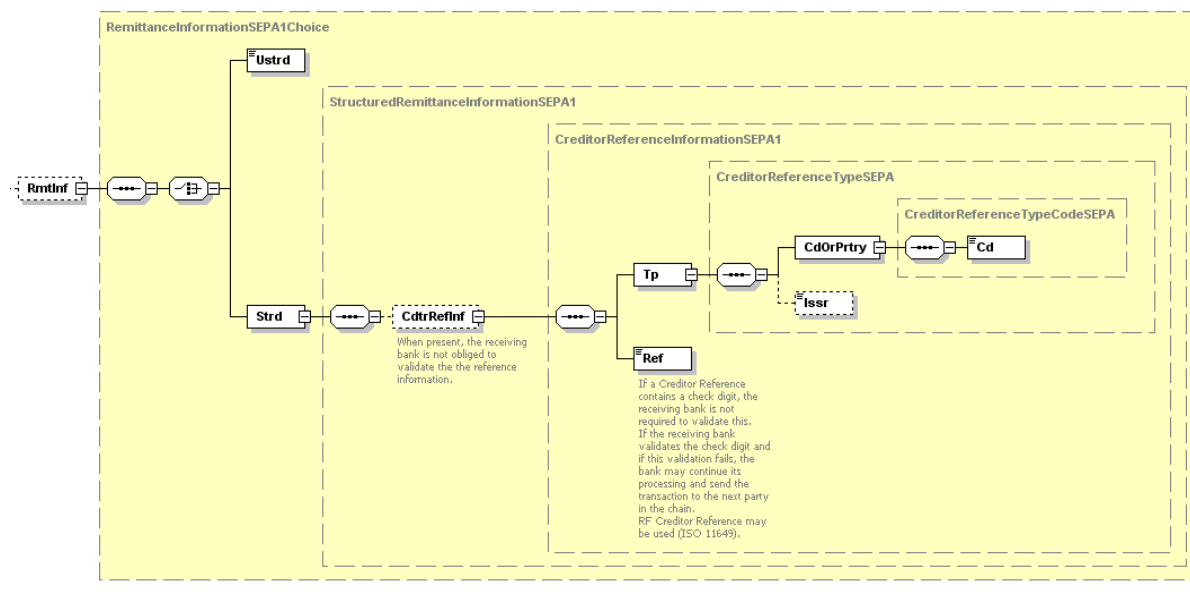 RemittanceInformationSEPA1Choice
Ustrd
StructuredRemittanceInformationSEPA1
CreditorReferenceInformationSEPA1
CreditorReferenceTypeSEPA
RmtInf
CreditorReferenceTypeCodeSEPA
CdOrPrtry
Cd
Tp
Issr
Strd
CdtrRefInf
When present, the receiving
bank is not obliged to
validate the the reference
information.
Ref
If a Creditor Reference
contains a check digit, the
receiving bank is not
required to validate this.
If the receiving bank
validates the check digit and
if this validation fails, the
bank may continue its
processing and send the
transaction to the next party
in the chain.
RF Creditor Reference may
be used (ISO 11649).